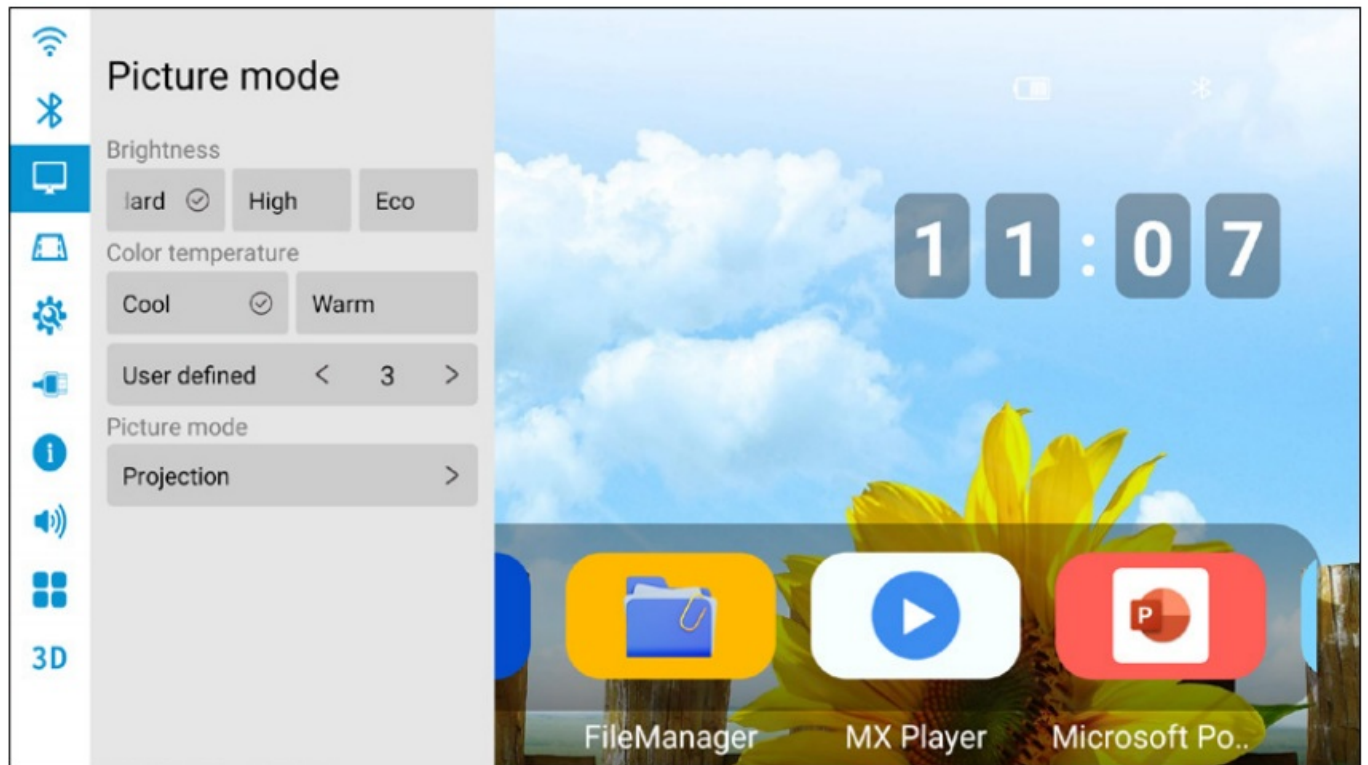 Picture mode
Brightness
dard High Eco
Color temperature
Cool Warm
User defined < 3 >
Picture mode
Projection >
3D
11:07
P
FileManager MX Player Microsoft Po..